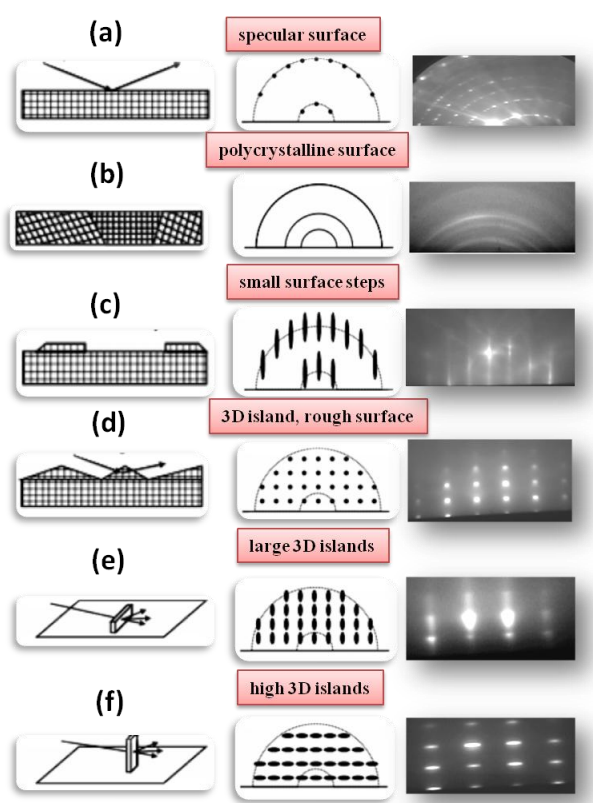 (a)
specular surface
polycrystalline surface
(b)
small surface steps
(c)
3D island, rough surface
(d)
large 3D islands
(e)
high 3D islands
(f)